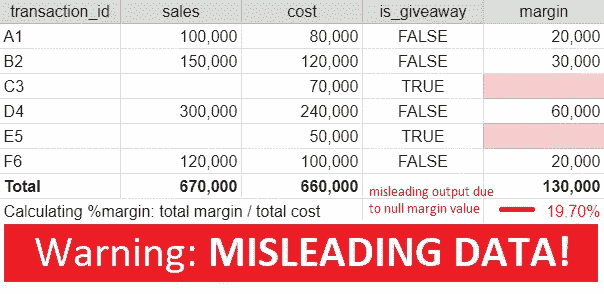 transaction_id sales cost is_giveaway margin
A1 100,000 80,000 FALSE 20,000
B2 150,000 120,000 FALSE 30,000
C3 70,000 TRUE
D4 300,000 240,000 FALSE 60,000
E5 50,000 TRUE
F6 120,000 100,000 FALSE 20,000
Total 670,000 660,000 misleading output due 130,000
Calculating %margin: total margin / total cost to null margin value 19.70%
Warning: MISLEADING DATA!